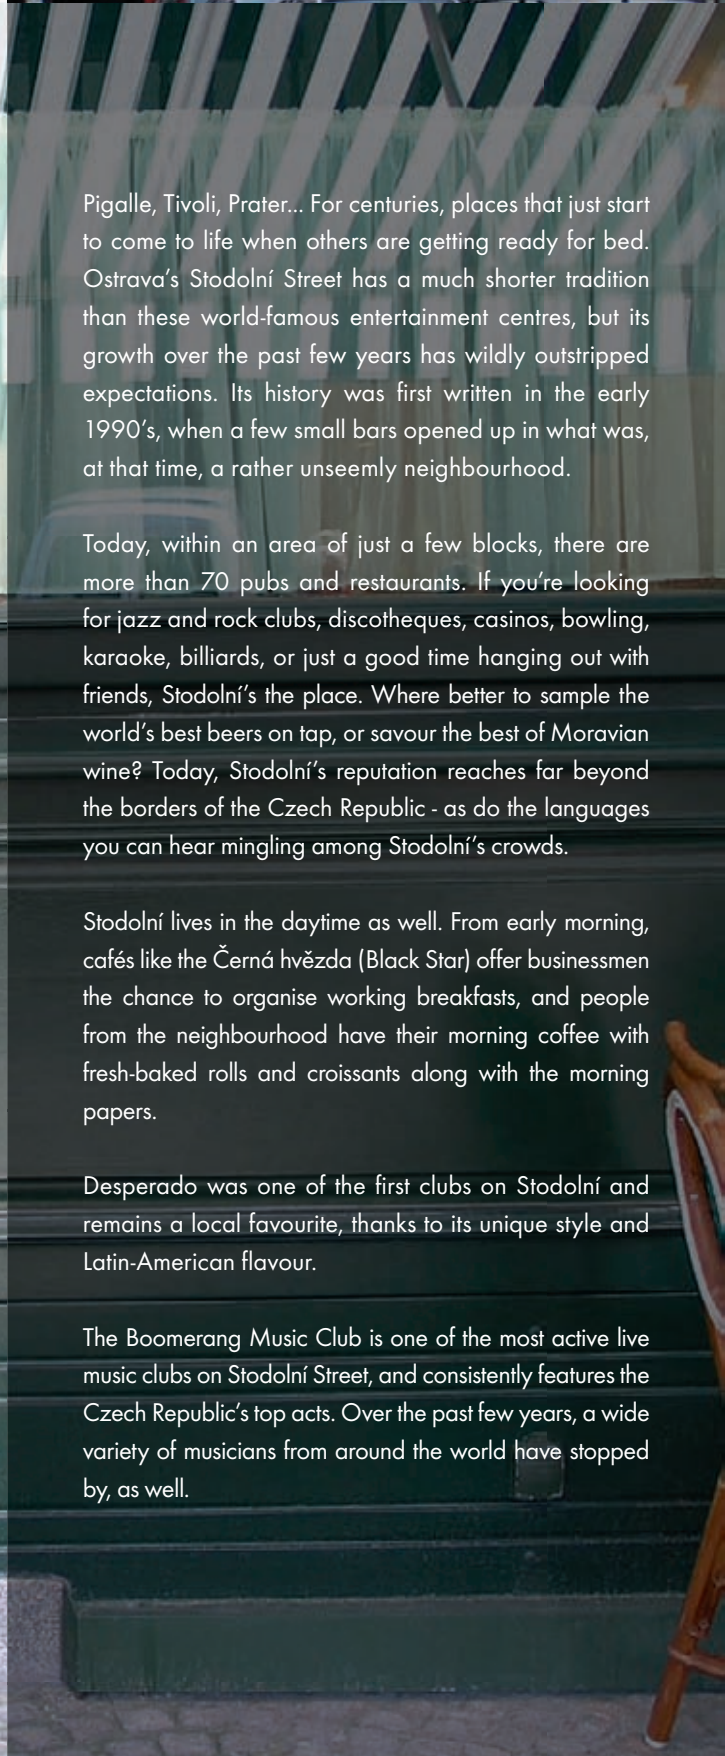 Pigalle, Tivoli, Prater... For centuries, places that just start
to come to life when others are getting ready for bed.
Ostrava's Stodolní Street has a much shorter tradition
than these world-famous entertainment centres, but its
growth over the past few years has wildly outstripped
expectations. Its history was first written in the early
1990's, when a few small bars opened up in what was,
at that time, a rather unseemly neighbourhood.
Today, within an area of just a few blocks, there are
more than 70 pubs and restaurants. If you're looking
for jazz and rock clubs, discotheques, casinos, bowling,
karaoke, billiards, or just a good time hanging out with
friends, Stodolní's the place. Where better to sample the
world's best beers on tap, or savour the best of Moravian
wine? Today, Stodolní's reputation reaches far beyond
the borders of the Czech Republic - as do the languages
you can hear mingling among Stodolní's crowds.
Stodolní lives in the daytime as well. From early morning,
cafés like the Černá hvězda (Black Star) offer businessmen
the chance to organise working breakfasts, and people
from the neighbourhood have their morning coffee with
fresh-baked rolls and croissants along with the morning
papers.
Desperado was one of the first clubs on Stodolní and
remains a local favourite, thanks to its unique style and
Latin-American flavour.
The Boomerang Music Club is one of the most active live
music clubs on Stodolní Street, and consistently features the
Czech Republic's top acts. Over the past few years, a wide
variety of musicians from around the world have stopped
by, as well.